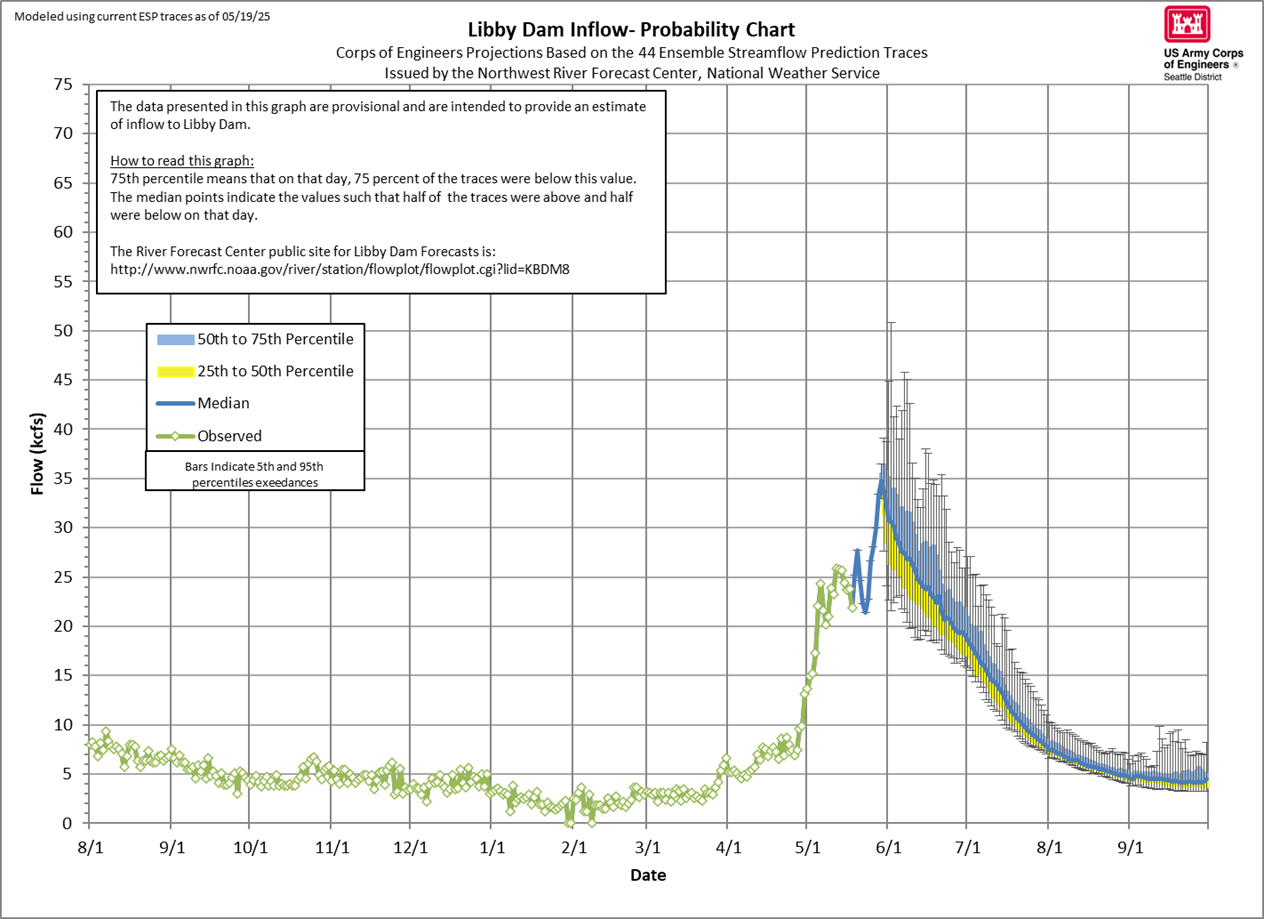 Modeled using current ESP traces as of 05/19/25
Libby Dam Inflow- Probability Chart
Corps of Engineers Projections Based on the 44 Ensemble Streamflow Prediction Traces
Issued by the Northwest River Forecast Center, National Weather Service
US Army Corps
of Engineers ®
Seattle District
75
70
65
60
55
50
45
40
35
30
25
20
15
10
5
0
Flow (kcfs)
The data presented in this graph are provisional and are intended to provide an estimate
of inflow to Libby Dam.
How to read this graph:
75th percentile means that on that day, 75 percent of the traces were below this value.
The median points indicate the values such that half of the traces were above and half
were below on that day.
The River Forecast Center public site for Libby Dam Forecasts is:
http://www.nwrfc.noaa.gov/river/station/flowplot/flowplot.cgi?lid=KBDM8
50th to 75th Percentile
25th to 50th Percentile
Median
Observed
Bars Indicate 5th and 95th
percentiles exeedances
8/1 9/1 10/1 11/1 12/1 1/1 2/1 3/1 4/1 5/1 6/1 7/1 8/1 9/1
Date